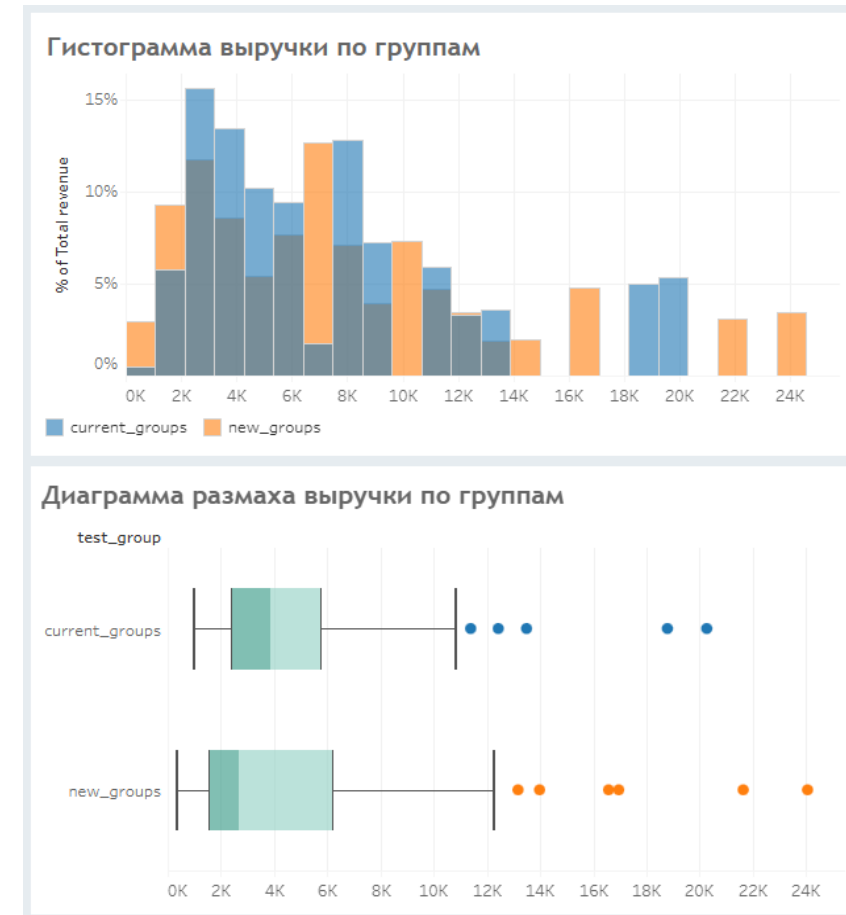 Гистограмма выручки по группам
15%
10%
5%
0%
% of Total revenue
0K 2K 4K 6K 8K 10K 12K 14K 16K 18K 20K 22K 24K
current_groups new_groups
Диаграмма размаха выручки по группам
test_group
current_groups
new_groups
0K 2K 4K 6K 8K 10K 12K 14K 16K 18K 20K 22K 24K